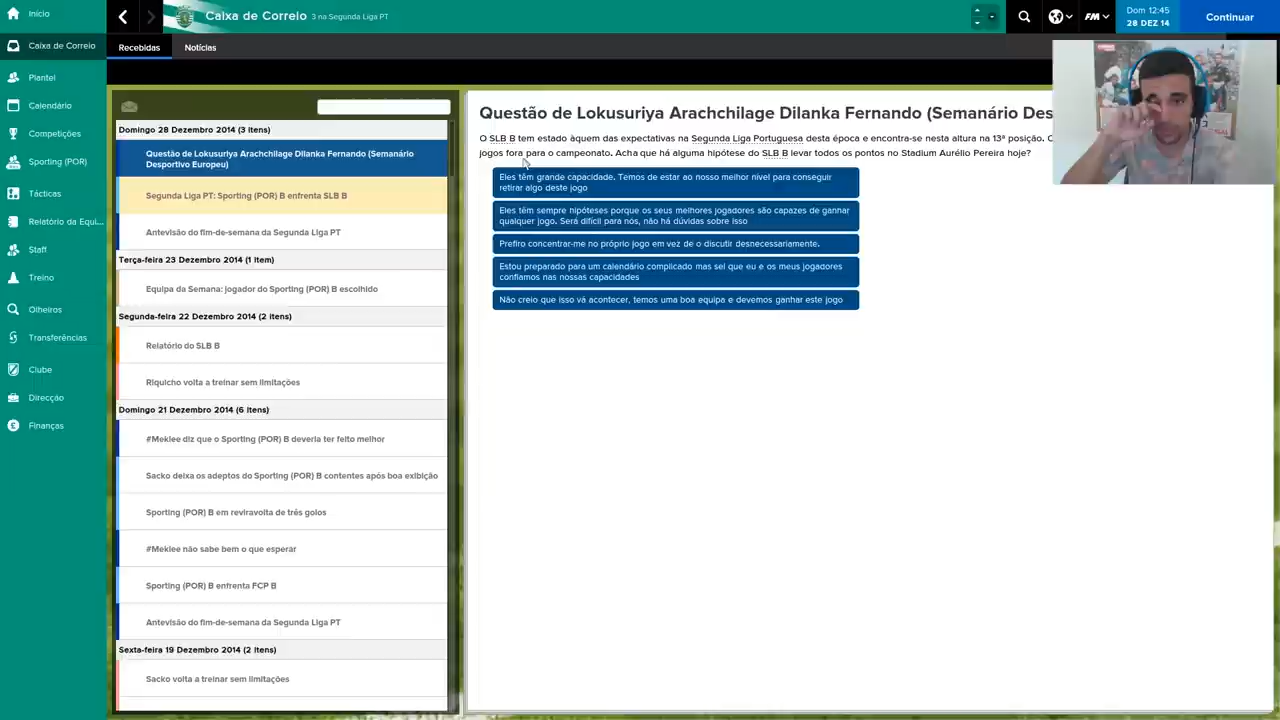 Início
Caixa de Correio
Plantel
Calendário
Competições
Sporting (POR)
Tácticas
Relatório da Equi...
Staff
Treino
Olheiros
Transferências
Clube
Direcção
Finanças
Caixa de Correio 3 na Segunda Liga PT
FM
Dom 12:45
28 DEZ 14
Continuar
Recebidas Notícias
Domingo 28 Dezembro 2014 (3 itens)
Questão de Lokusuriya Arachchilage Dilanka Fernando (Semanário
Desportivo Europeu)
Segunda Liga PT: Sporting (POR) B enfrenta SLB B
Antevisão do fim-de-semana da Segunda Liga PT
Terça-feira 23 Dezembro 2014 (1 item)
Equipa da Semana: jogador do Sporting (POR) B escolhido
Segunda-feira 22 Dezembro 2014 (2 itens)
Relatório do SLB B
Riquicho volta a treinar sem limitações
Domingo 21 Dezembro 2014 (6 itens)
#Meklee diz que o Sporting (POR) B deveria ter feito melhor
Sacko deixa os adeptos do Sporting (POR) B contentes após boa exibição
Sporting (POR) B em reviravolta de três golos
#Meklee não sabe bem o que esperar
Sporting (POR) B enfrenta FCP B
Antevisão do fim-de-semana da Segunda Liga PT
Sexta-feira 19 Dezembro 2014 (2 itens)
Sacko volta a treinar sem limitações
Questão de Lokusuriya Arachchilage Dilanka Fernando (Semanário Des
O SLB B tem estado àquem das expectativas na Segunda Liga Portuguesa desta época e encontra-se nesta altura na 13ª posição.
jogos fora para o campeonato. Acha que há alguma hipótese do SLB B levar todos os pontos no Stadium Aurélio Pereira hoje?
Eles têm grande capacidade. Temos de estar ao nosso melhor nível para conseguir
retirar algo deste jogo
Eles têm sempre hipóteses porque os seus melhores jogadores são capazes de ganhar
qualquer jogo. Será difícil para nós, não há dúvidas sobre isso
Prefiro concentrar-me no próprio jogo em vez de o discutir desnecessariamente.
Estou preparado para um calendário complicado mas sei que eu e os meus jogadores
confiamos nas nossas capacidades
Não creio que isso vá acontecer, temos uma boa equipa e devemos ganhar este jogo